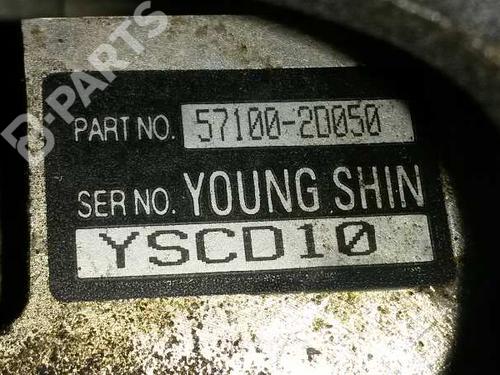 B-PARTS
PART NO. 57100-2D050
SER NO. YOUNG SHIN
YSCD10